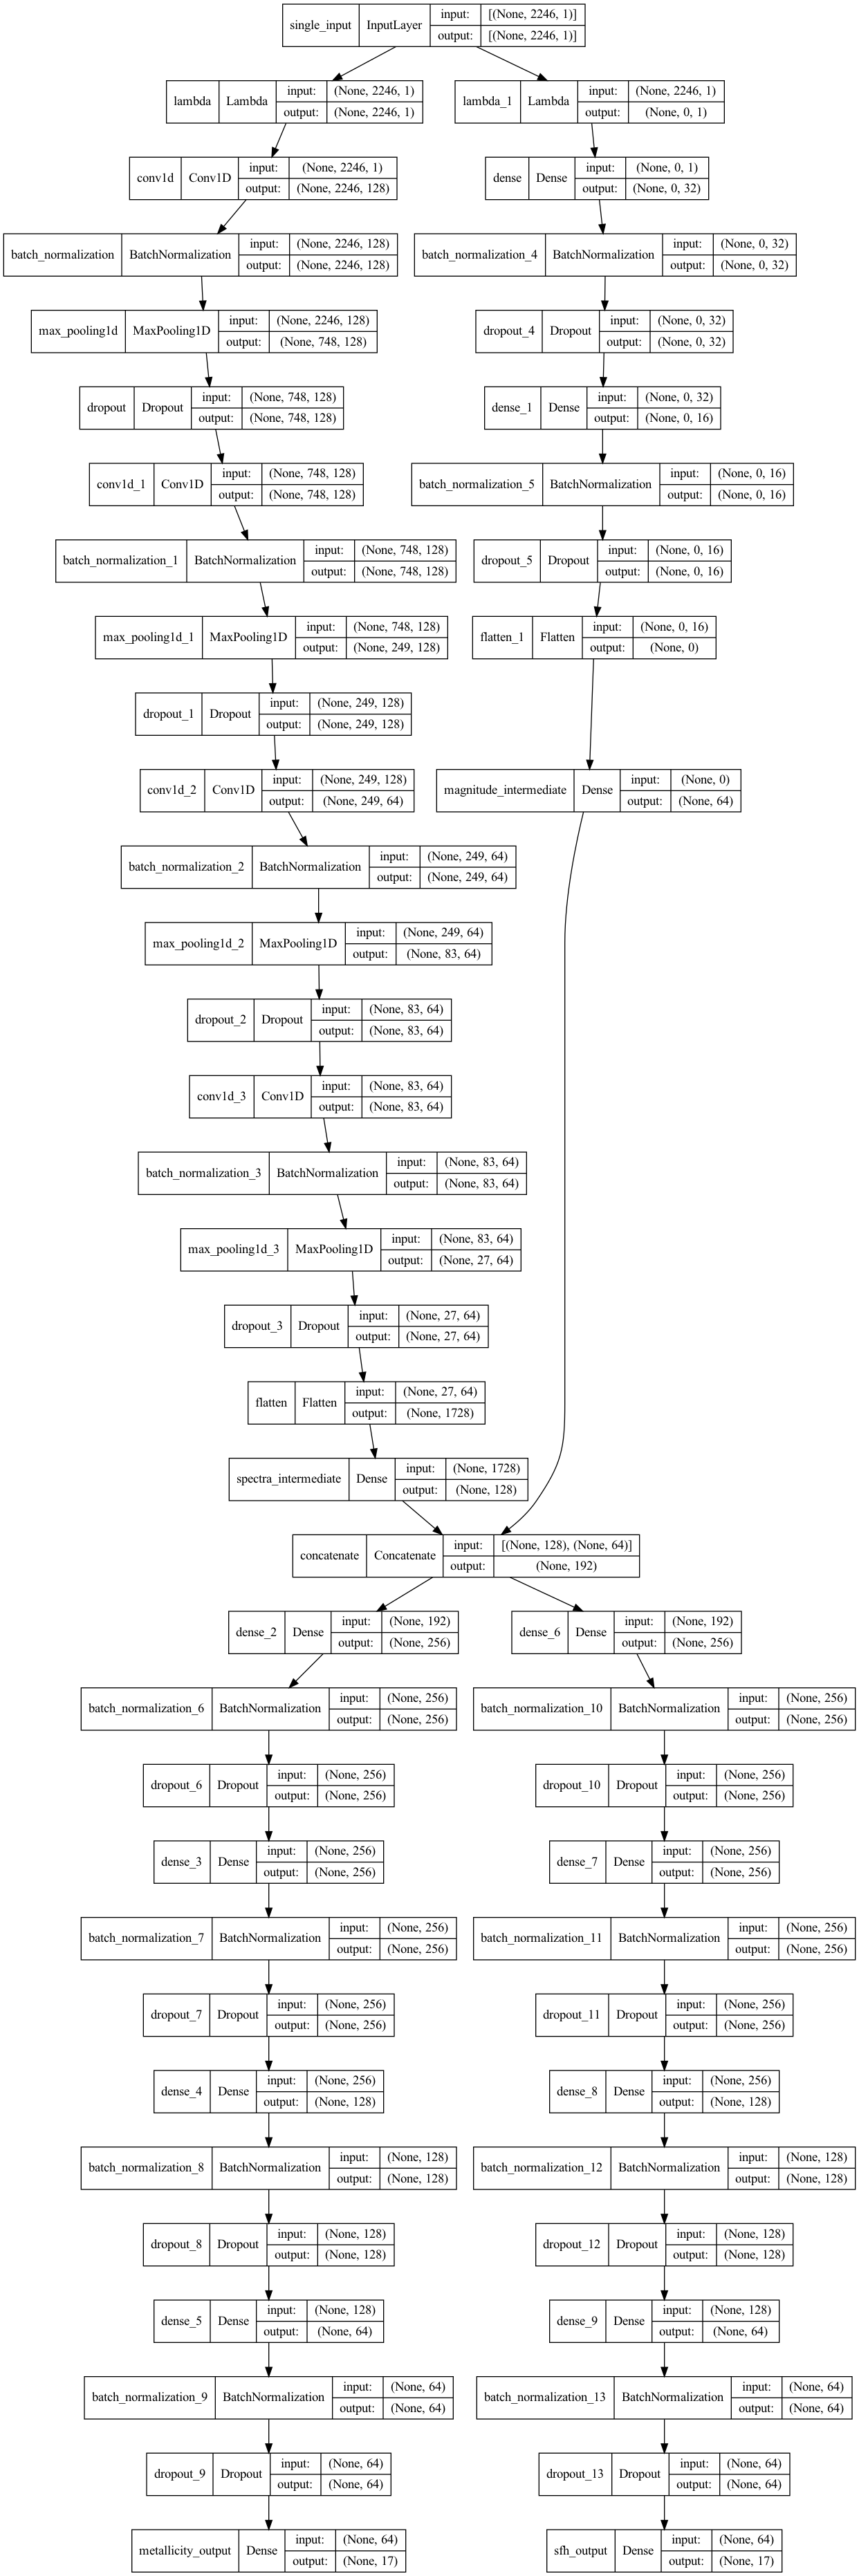 single_input InputLayer input: [(None, 2246, 1)]
output: [(None, 2246, 1)]
lambda Lambda input: (None, 2246, 1)
output: (None, 2246, 1)
lambda_1 Lambda input: (None, 2246, 1)
output: (None, 0, 1)
conv1d Conv1D input: (None, 2246, 1)
output: (None, 2246, 128)
dense Dense input: (None, 0, 1)
output: (None, 0, 32)
batch_normalization BatchNormalization input: (None, 2246, 128)
output: (None, 2246, 128)
batch_normalization_4 BatchNormalization input: (None, 0, 32)
output: (None, 0, 32)
max_pooling1d MaxPooling1D input: (None, 2246, 128)
output: (None, 748, 128)
dropout_4 Dropout input: (None, 0, 32)
output: (None, 0, 32)
dropout Dropout input: (None, 748, 128)
output: (None, 748, 128)
dense_1 Dense input: (None, 0, 32)
output: (None, 0, 16)
conv1d_1 Conv1D input: (None, 748, 128)
output: (None, 748, 128)
batch_normalization_5 BatchNormalization input: (None, 0, 16)
output: (None, 0, 16)
batch_normalization_1 BatchNormalization input: (None, 748, 128)
output: (None, 748, 128)
dropout_5 Dropout input: (None, 0, 16)
output: (None, 0, 16)
max_pooling1d_1 MaxPooling1D input: (None, 748, 128)
output: (None, 249, 128)
flatten_1 Flatten input: (None, 0, 16)
output: (None, 0)
dropout_1 Dropout input: (None, 249, 128)
output: (None, 249, 128)
conv1d_2 Conv1D input: (None, 249, 128)
output: (None, 249, 64)
magnitude_intermediate Dense input: (None, 0)
output: (None, 64)
batch_normalization_2 BatchNormalization input: (None, 249, 64)
output: (None, 249, 64)
max_pooling1d_2 MaxPooling1D input: (None, 249, 64)
output: (None, 83, 64)
dropout_2 Dropout input: (None, 83, 64)
output: (None, 83, 64)
conv1d_3 Conv1D input: (None, 83, 64)
output: (None, 83, 64)
batch_normalization_3 BatchNormalization input: (None, 83, 64)
output: (None, 83, 64)
max_pooling1d_3 MaxPooling1D input: (None, 83, 64)
output: (None, 27, 64)
dropout_3 Dropout input: (None, 27, 64)
output: (None, 27, 64)
flatten Flatten input: (None, 27, 64)
output: (None, 1728)
spectra_intermediate Dense input: (None, 1728)
output: (None, 128)
concatenate Concatenate input: [(None, 128), (None, 64)]
output: (None, 192)
dense_2 Dense input: (None, 192)
output: (None, 256)
dense_6 Dense input: (None, 192)
output: (None, 256)
batch_normalization_6 BatchNormalization input: (None, 256)
output: (None, 256)
batch_normalization_10 BatchNormalization input: (None, 256)
output: (None, 256)
dropout_6 Dropout input: (None, 256)
output: (None, 256)
dropout_10 Dropout input: (None, 256)
output: (None, 256)
dense_3 Dense input: (None, 256)
output: (None, 256)
dense_7 Dense input: (None, 256)
output: (None, 256)
batch_normalization_7 BatchNormalization input: (None, 256)
output: (None, 256)
batch_normalization_11 BatchNormalization input: (None, 256)
output: (None, 256)
dropout_7 Dropout input: (None, 256)
output: (None, 256)
dropout_11 Dropout input: (None, 256)
output: (None, 256)
dense_4 Dense input: (None, 256)
output: (None, 128)
dense_8 Dense input: (None, 256)
output: (None, 128)
batch_normalization_8 BatchNormalization input: (None, 128)
output: (None, 128)
batch_normalization_12 BatchNormalization input: (None, 128)
output: (None, 128)
dropout_8 Dropout input: (None, 128)
output: (None, 128)
dropout_12 Dropout input: (None, 128)
output: (None, 128)
dense_5 Dense input: (None, 128)
output: (None, 64)
dense_9 Dense input: (None, 128)
output: (None, 64)
batch_normalization_9 BatchNormalization input: (None, 64)
output: (None, 64)
batch_normalization_13 BatchNormalization input: (None, 64)
output: (None, 64)
dropout_9 Dropout input: (None, 64)
output: (None, 64)
dropout_13 Dropout input: (None, 64)
output: (None, 64)
metallicity_output Dense input: (None, 64)
output: (None, 17)
sfh_output Dense input: (None, 64)
output: (None, 17)